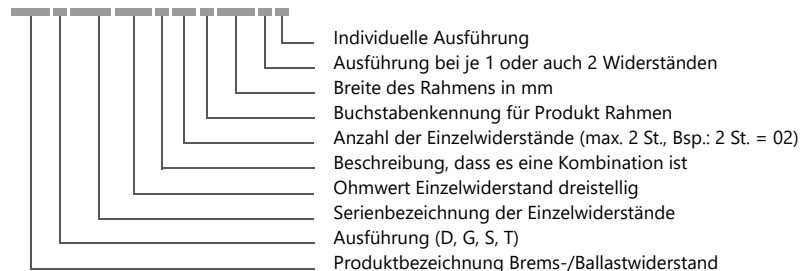 Individuelle Ausführung
Ausführung bei je 1 oder auch 2 Widerständen
Breite des Rahmens in mm
Buchstabenkennung für Produkt Rahmen
Anzahl der Einzelwiderstände (max. 2 St., Bsp.: 2 St. = 02)
Beschreibung, dass es eine Kombination ist
Ohmwert Einzelwiderstand dreistellig
Serienbezeichnung der Einzelwiderstände
Ausführung (D, G, S, T)
Produktbezeichnung Brems-/Ballastwiderstand